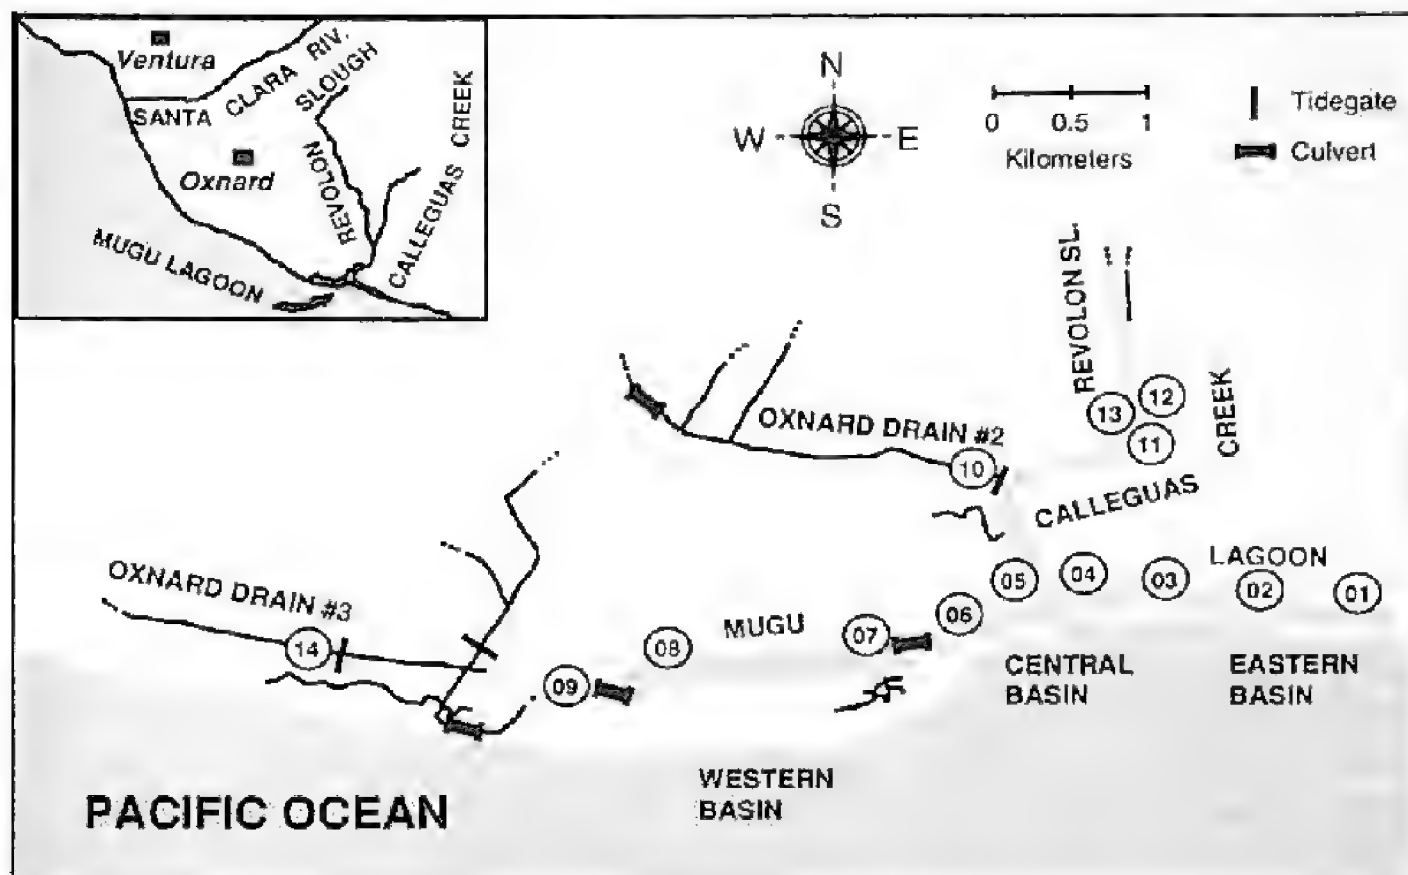 Ventura
SANTA CLARA RIV.
REVOLON SLOUGH
CALLEGUAS CREEK
Oxnard
MUGU LAGOON
N
W
E
S
0 0.5 1
Kilometers
Tidegate
Culvert
REVOLON SL.
CALLEGUAS CREEK
12
13
11
OXNARD DRAIN #2
10
LAGOON
05
04
03
02
01
06
MUGU
07
08
OXNARD DRAIN #3
14
09
CENTRAL
BASIN
EASTERN
BASIN
WESTERN
BASIN
PACIFIC OCEAN